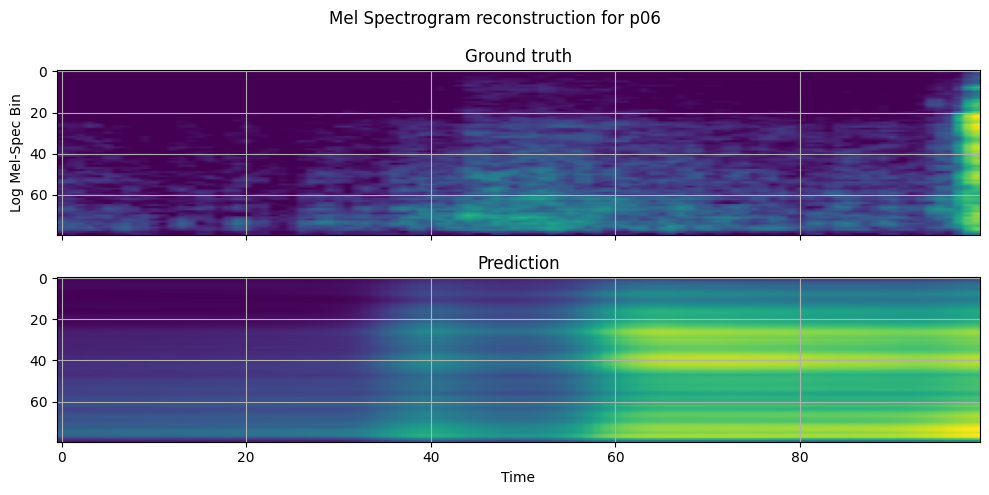 Mel Spectrogram reconstruction for p06
Ground truth
0
20
40
60
Log Mel-Spec Bin
Prediction
0
20
40
60
0 20 40 60 80
Time